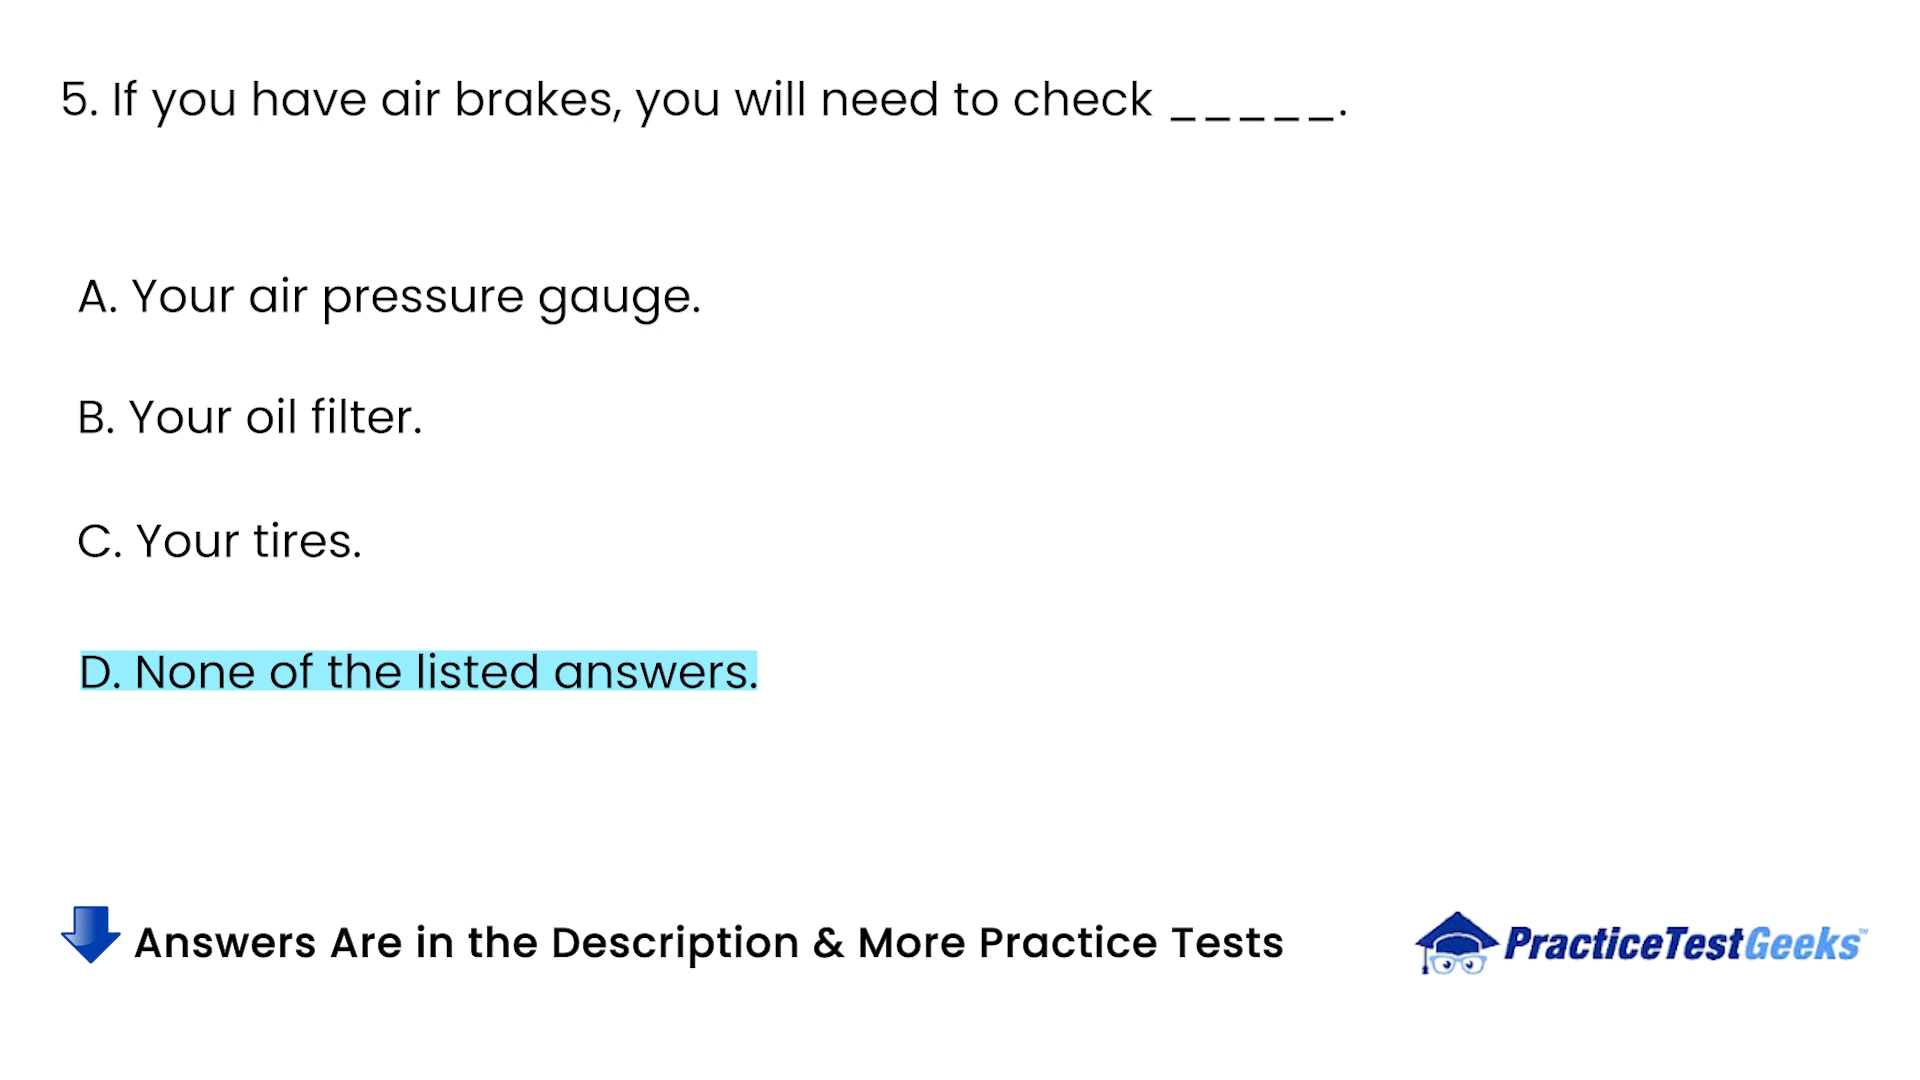 5. If you have air brakes, you will need to check _____.
A. Your air pressure gauge.
B. Your oil filter.
C. Your tires.
D. None of the listed answers.
Answers Are in the Description & More Practice Tests
PracticeTestGeeks™